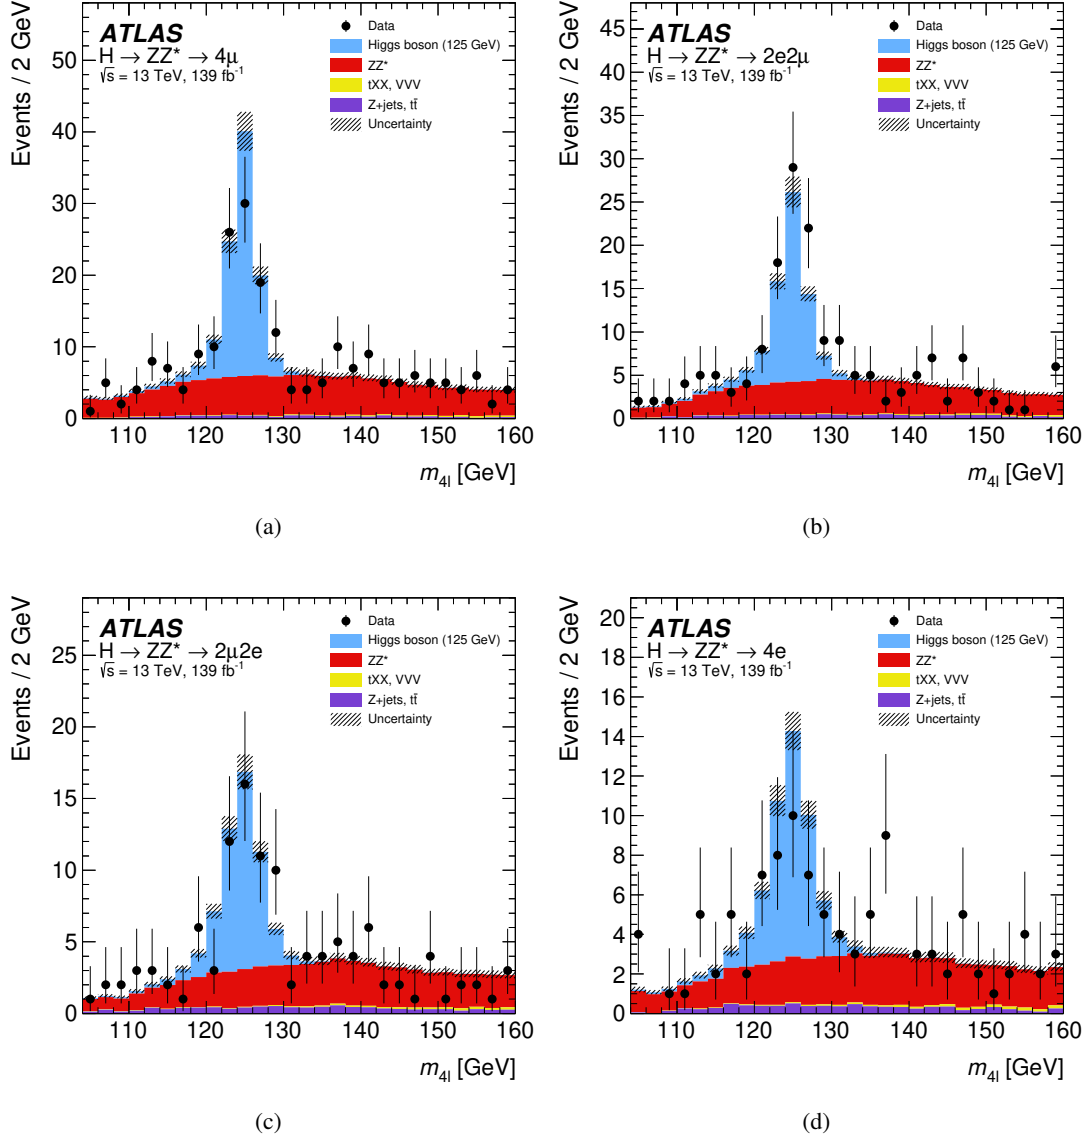 Events / 2 GeV
50
40
30
20
10
0
ATLAS
H → ZZ* → 4μ
√s = 13 TeV, 139 fb⁻¹
Data
Higgs boson (125 GeV)
ZZ*
tXX, VVV
Z+jets, tt̄
Uncertainty
110 120 130 140 150 160
m4l [GeV]
(a)
Events / 2 GeV
45
40
35
30
25
20
15
10
5
0
ATLAS
H → ZZ* → 2e2μ
√s = 13 TeV, 139 fb⁻¹
Data
Higgs boson (125 GeV)
ZZ*
tXX, VVV
Z+jets, tt̄
Uncertainty
110 120 130 140 150 160
m4l [GeV]
(b)
Events / 2 GeV
25
20
15
10
5
0
ATLAS
H → ZZ* → 2μ2e
√s = 13 TeV, 139 fb⁻¹
Data
Higgs boson (125 GeV)
ZZ*
tXX, VVV
Z+jets, tt̄
Uncertainty
110 120 130 140 150 160
m4l [GeV]
(c)
Events / 2 GeV
20
18
16
14
12
10
8
6
4
2
0
ATLAS
H → ZZ* → 4e
√s = 13 TeV, 139 fb⁻¹
Data
Higgs boson (125 GeV)
ZZ*
tXX, VVV
Z+jets, tt̄
Uncertainty
110 120 130 140 150 160
m4l [GeV]
(d)